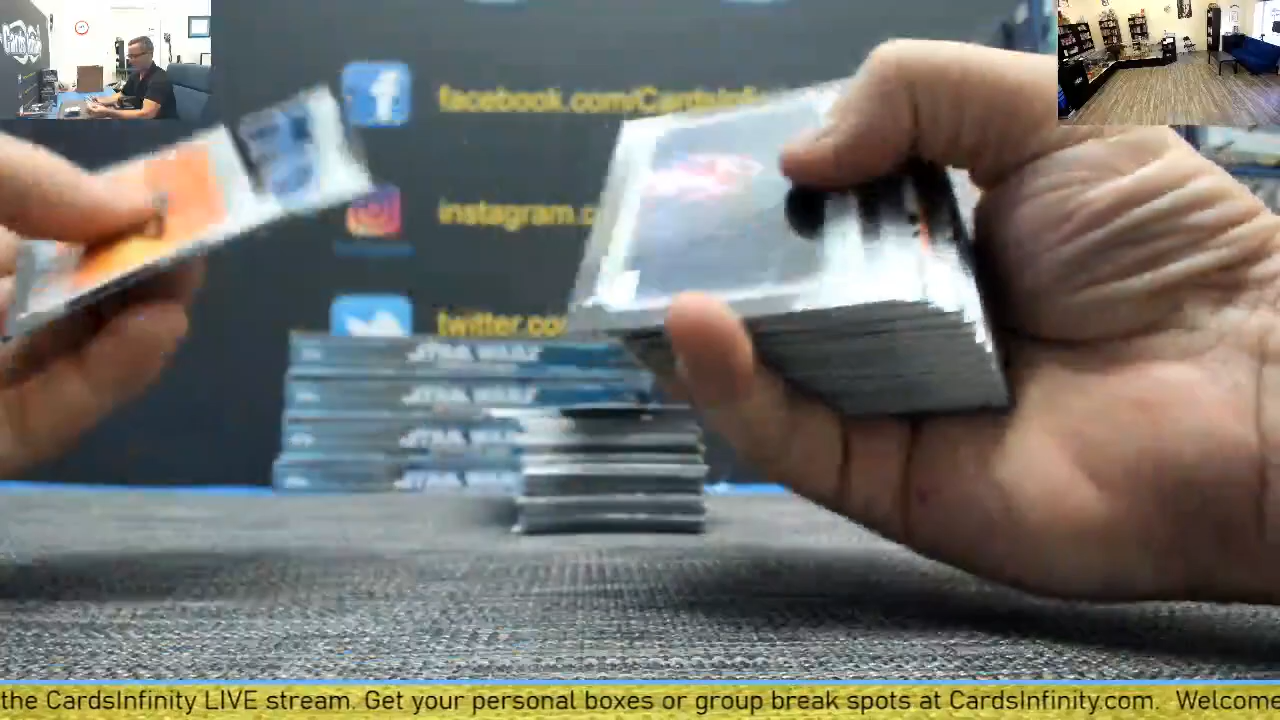 facebook.com/CardsInfi
instagram.c
twitter.co
STAR WARS
STAR WARS
STAR WARS
STAR WARS
the CardsInfinity LIVE stream. Get your personal boxes or group break spots at CardsInfinity.com. Welcome